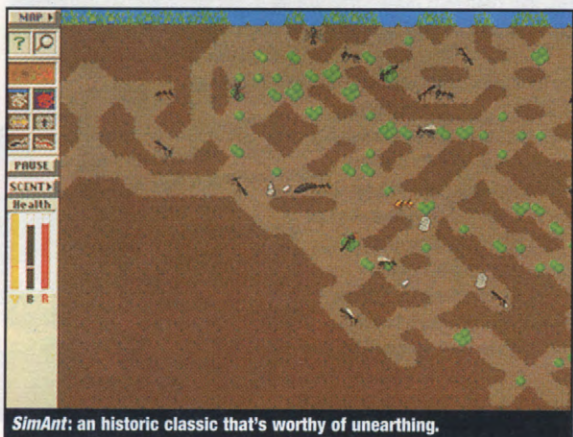 MAP
?
PAUSE
SCENT
Health
Y B R
SimAnt: an historic classic that's worthy of unearthing.